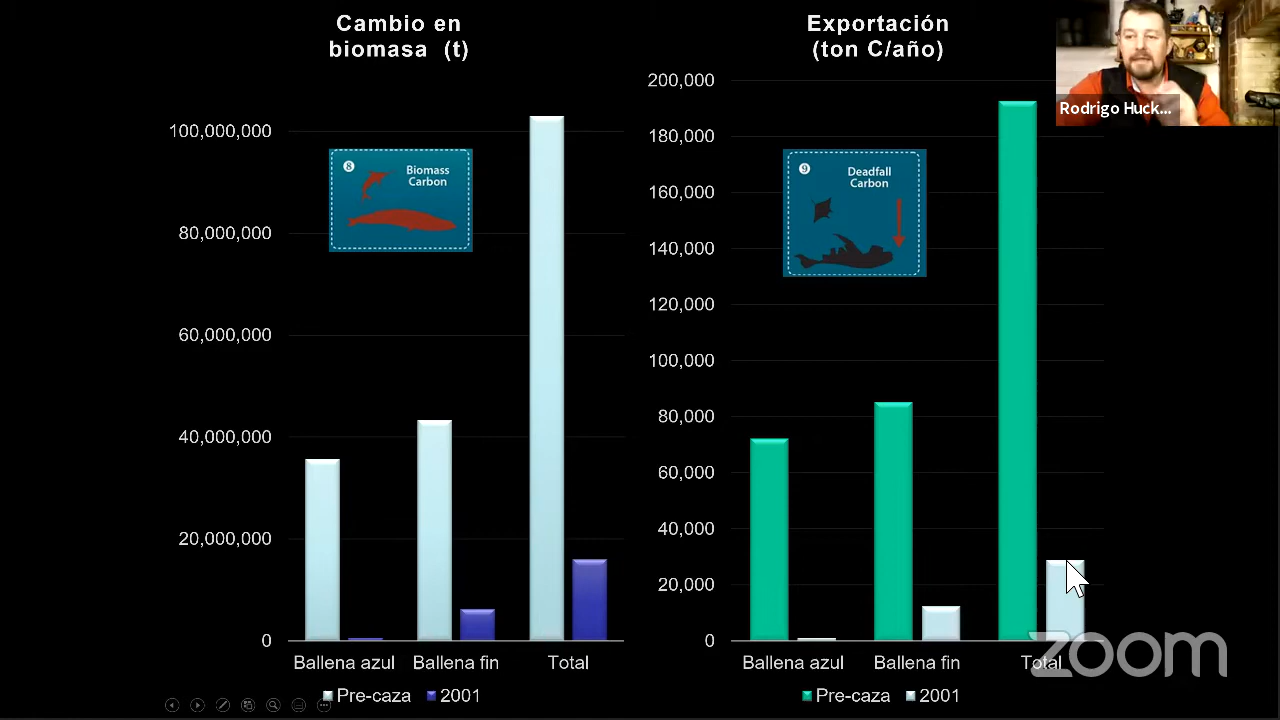 Cambio en
biomasa (t)
100,000,000
80,000,000
60,000,000
40,000,000
20,000,000
0
8
Biomass
Carbon
Ballena azul
Ballena fin
Total
Pre-caza
2001
Exportación
(ton C/año)
200,000
180,000
160,000
140,000
120,000
100,000
80,000
60,000
40,000
20,000
0
9
Deadfall
Carbon
Ballena azul
Ballena fin
Total
Pre-caza
2001
Rodrigo Huck...
zoom